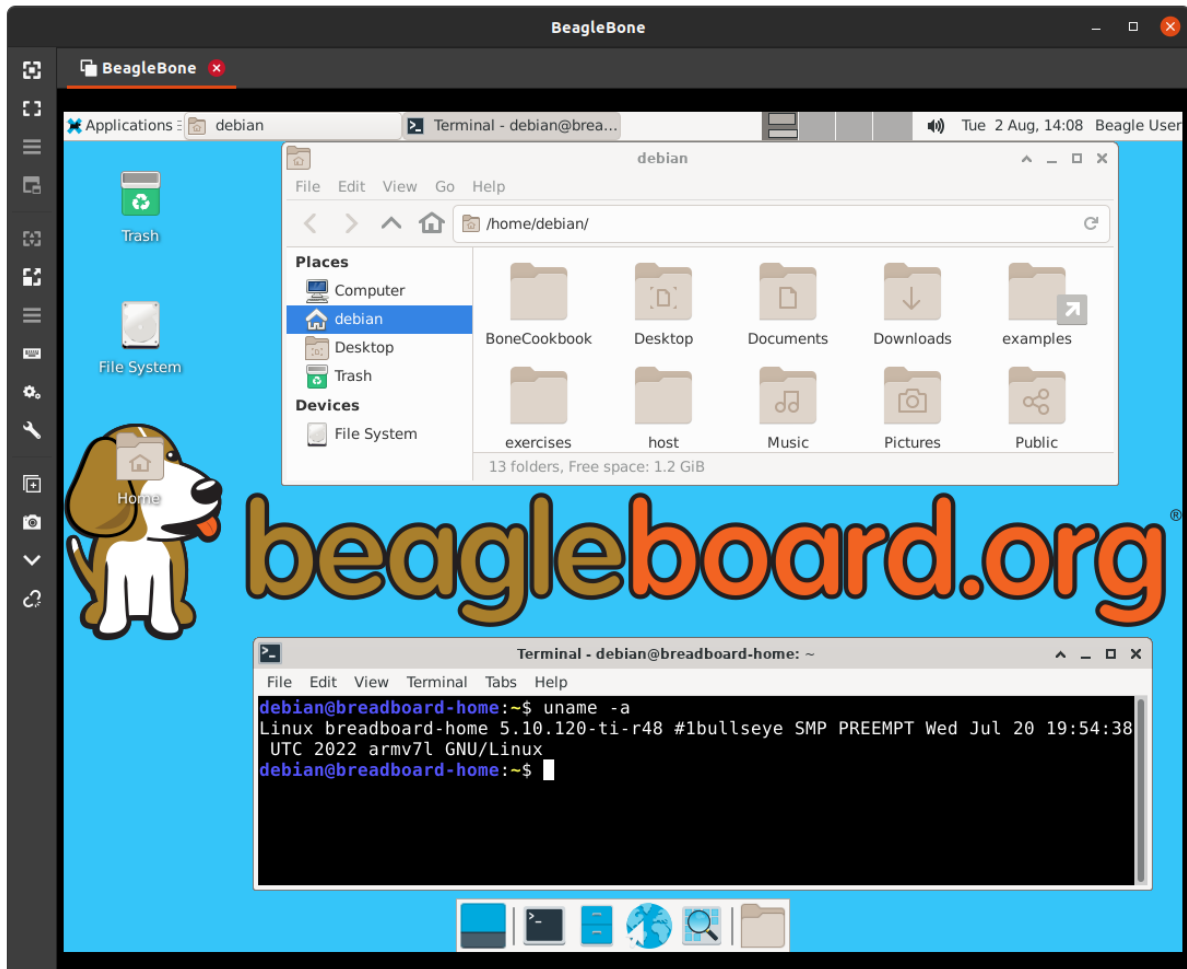 BeagleBone
BeagleBone
Applications debian Terminal - debian@brea... Tue 2 Aug, 14:08 Beagle User
Trash
File System
Home
debian
File Edit View Go Help
/home/debian/
Places
Computer
debian
Desktop
Trash
Devices
File System
BoneCookbook Desktop Documents Downloads examples
exercises host Music Pictures Public
13 folders, Free space: 1.2 GiB
beagleboard.org®
Terminal - debian@breadboard-home: ~
File Edit View Terminal Tabs Help
debian@breadboard-home:~$ uname -a
Linux breadboard-home 5.10.120-ti-r48 #1bullseye SMP PREEMPT Wed Jul 20 19:54:38
UTC 2022 armv7l GNU/Linux
debian@breadboard-home:~$